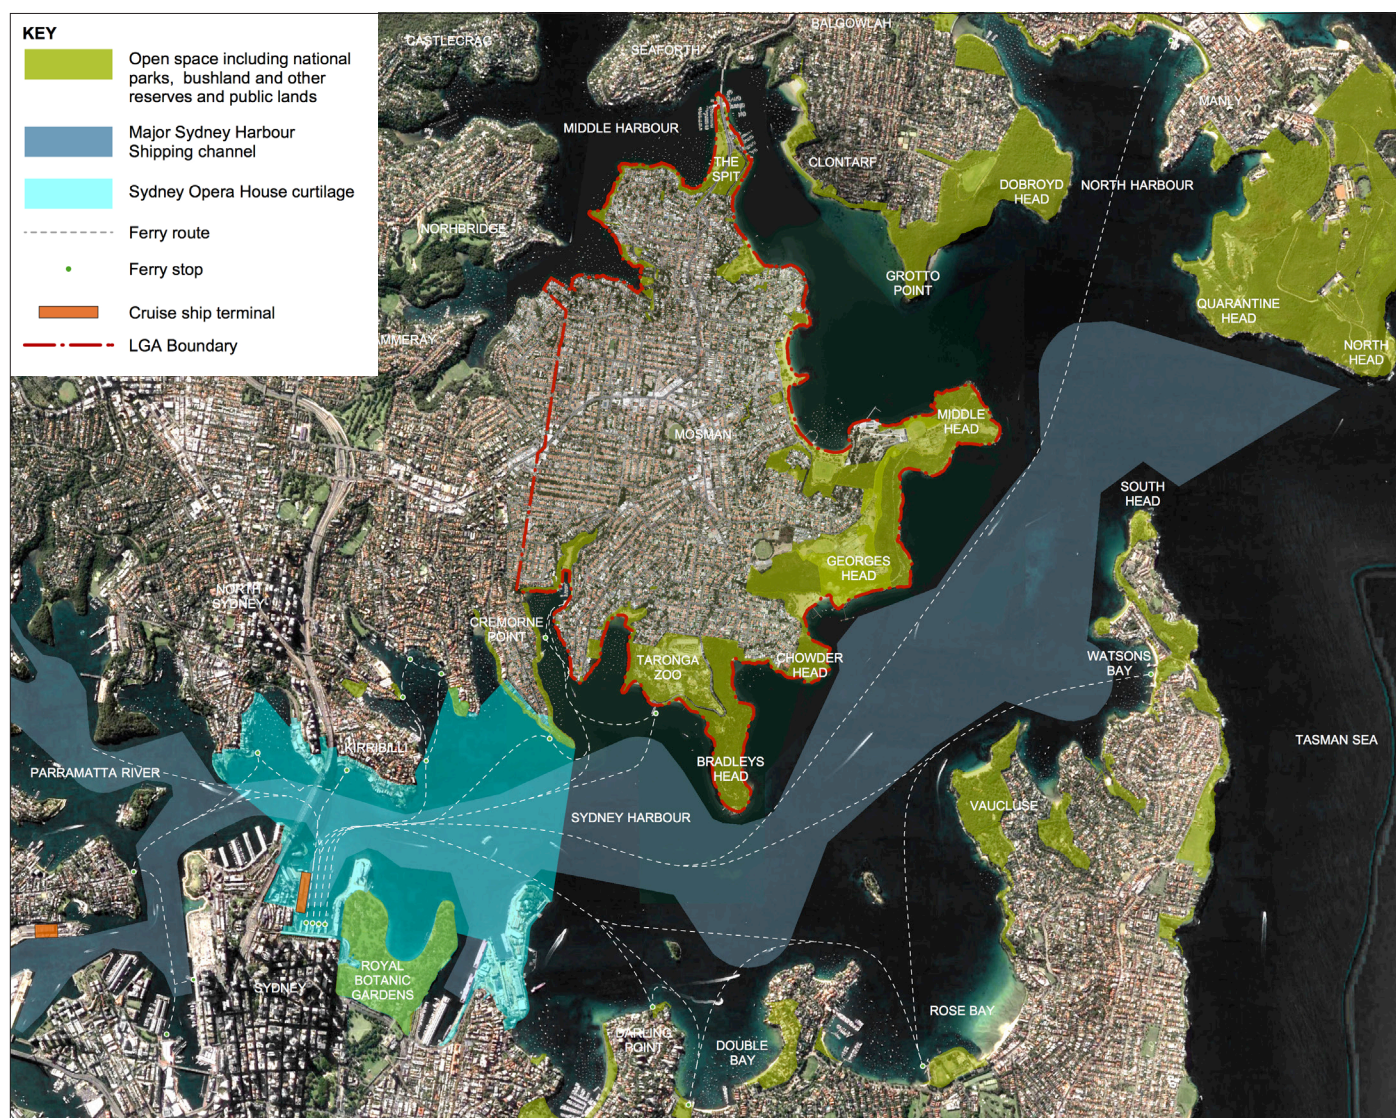 KEY
Open space including national
parks, bushland and other
reserves and public lands
Major Sydney Harbour
Shipping channel
Sydney Opera House curtilage
Ferry route
Ferry stop
Cruise ship terminal
LGA Boundary
CASTLECRAG
SEAFORTH
BALGOWLAH
MIDDLE HARBOUR
THE
SPIT
CLONTARF
MANLY
DOBROYD
HEAD
NORTH HARBOUR
NORHBRIDGE
GROTTO
POINT
QUARANTINE
HEAD
NORTH
HEAD
AMMERAY
MOSMAN
MIDDLE
HEAD
SOUTH
HEAD
GEORGES
HEAD
NORTH
SYDNEY
CREMORNE
POINT
TARONGA
ZOO
CHOWDER
HEAD
WATSONS
BAY
KIRRIBILLI
PARRAMATTA RIVER
BRADLEYS
HEAD
TASMAN SEA
SYDNEY HARBOUR
VAUCLUSE
ROYAL
BOTANIC
GARDENS
SYDNEY
ROSE BAY
DARLING
POINT
DOUBLE
BAY